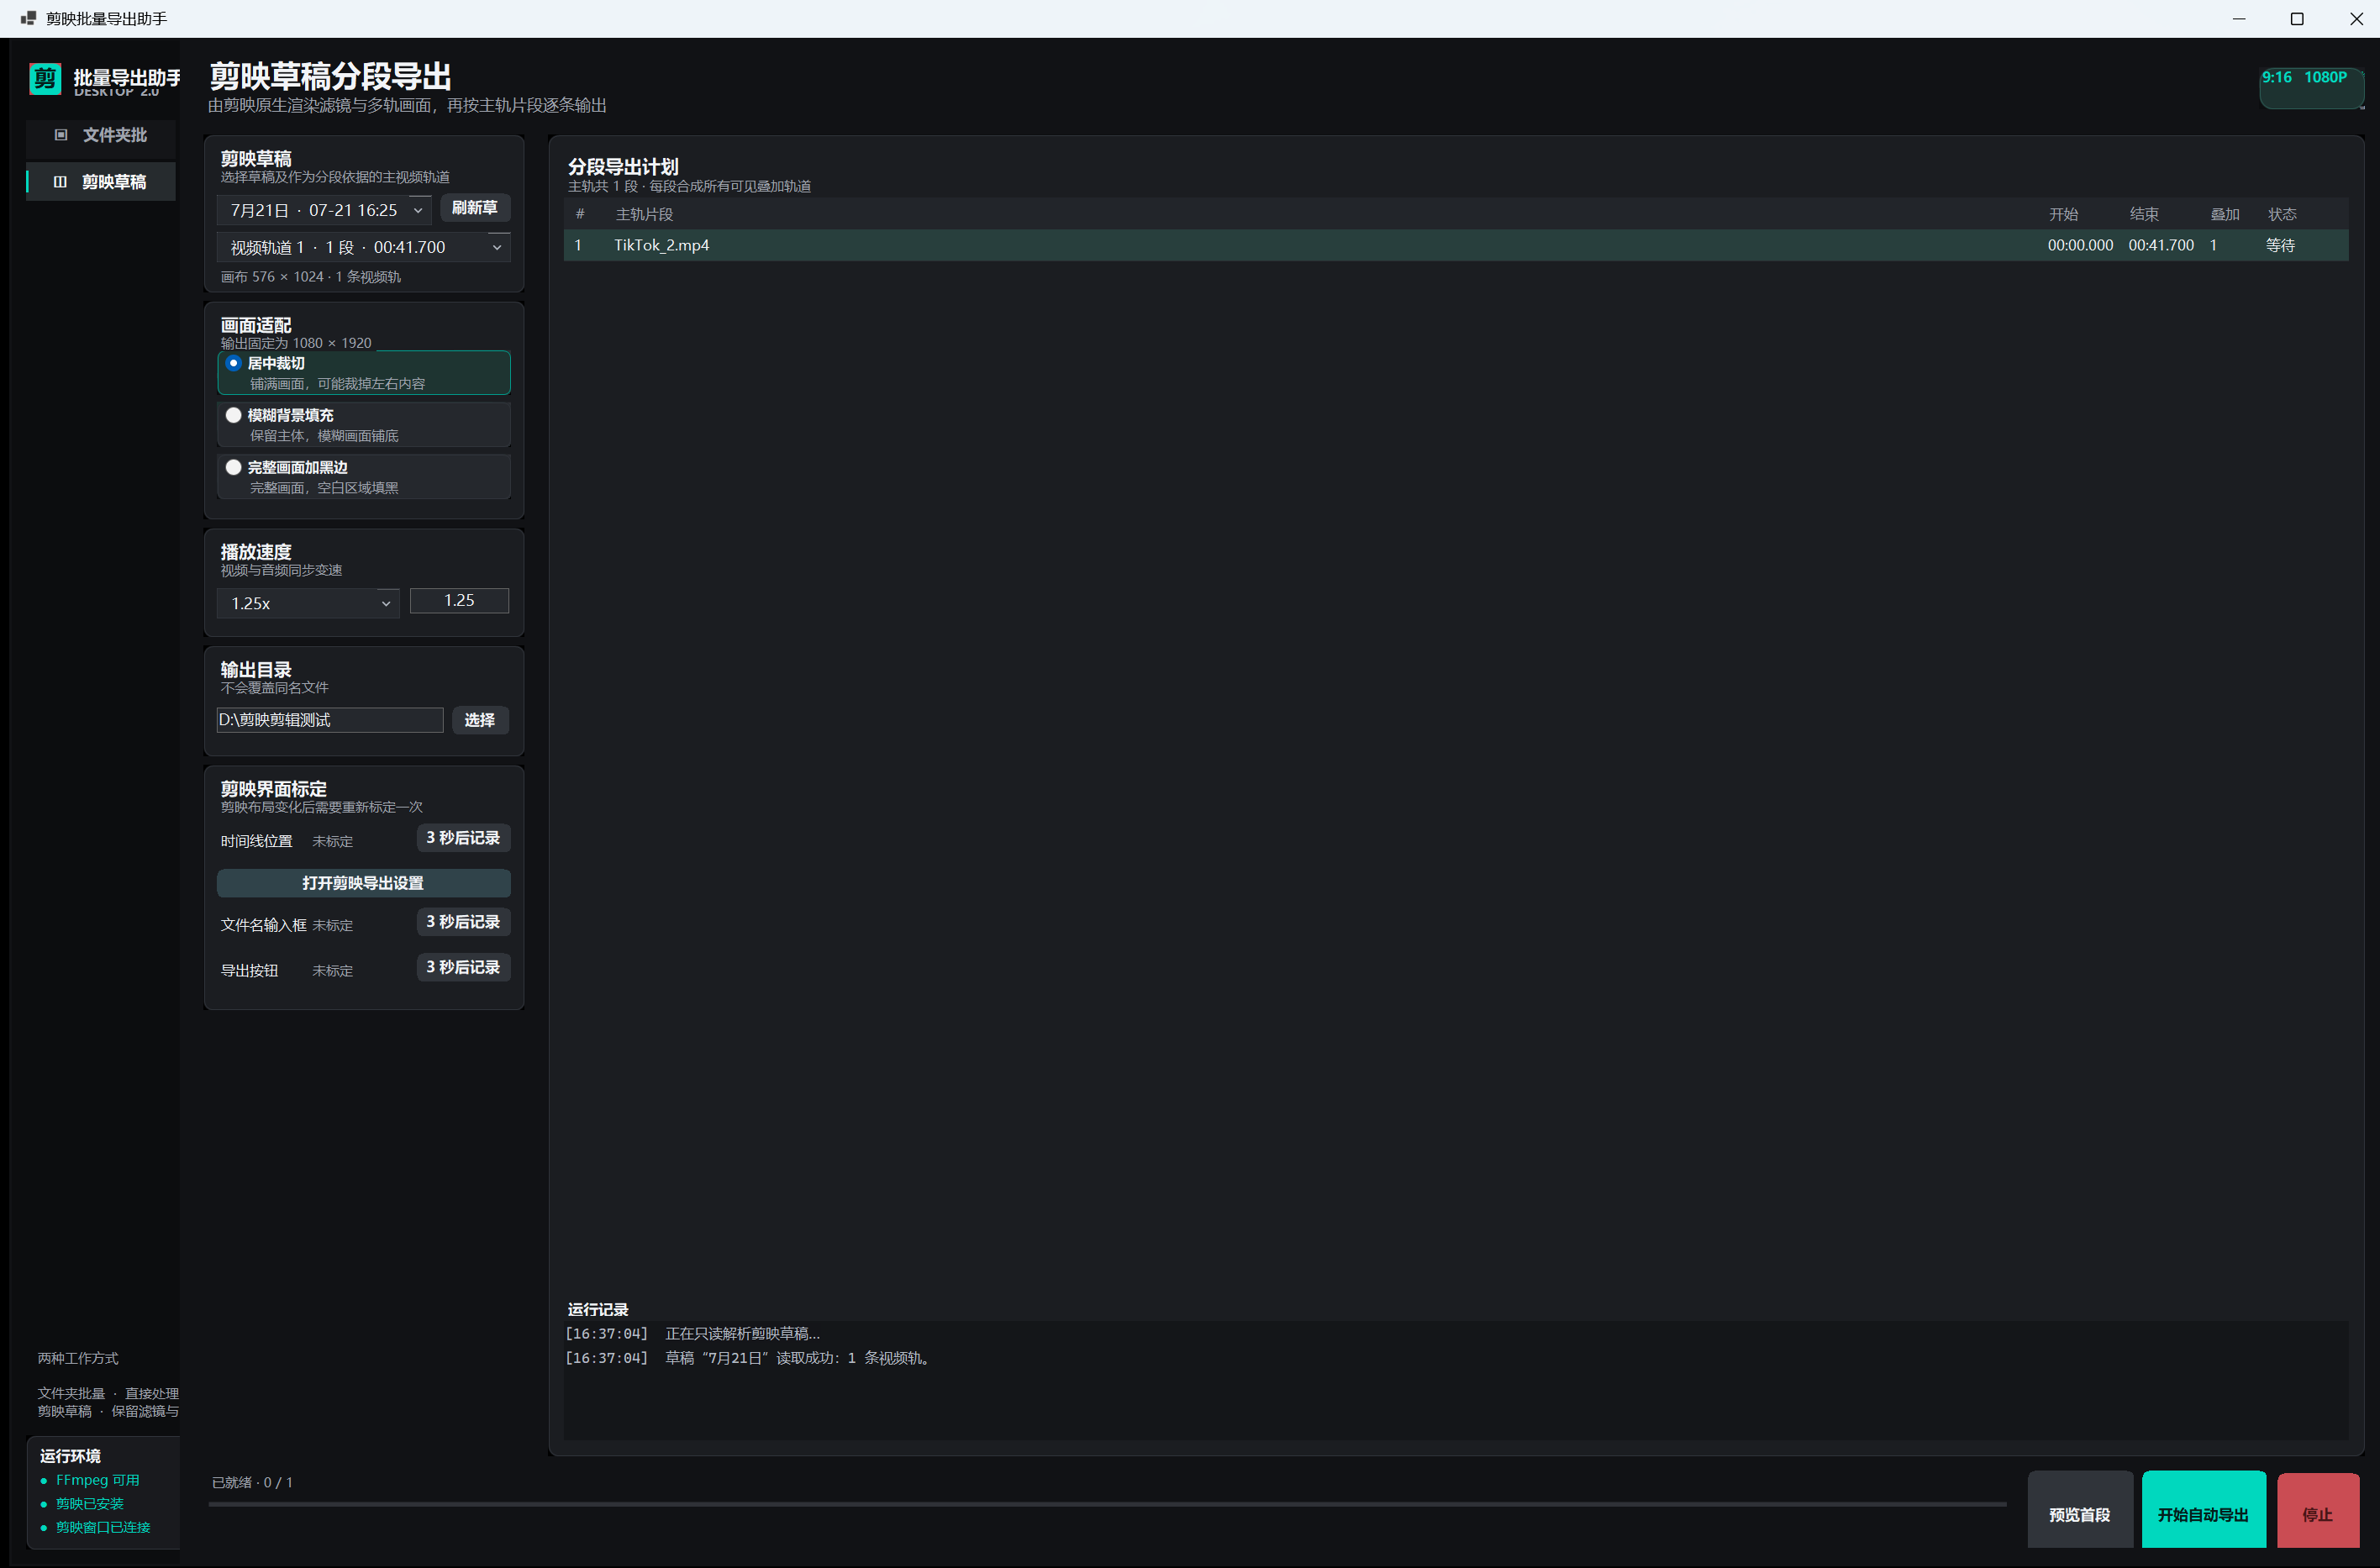 剪映批量导出助手
剪 批量导出助手
DESKTOP 2.0
文件夹批
剪映草稿
剪映草稿分段导出
由剪映原生渲染滤镜与多轨画面，再按主轨片段逐条输出
9:16 1080P
剪映草稿
选择草稿及作为分段依据的主视频轨道
7月21日 · 07-21 16:25 刷新草
视频轨道 1 · 1 段 · 00:41.700
画布 576 × 1024 · 1 条视频轨
画面适配
输出固定为 1080 × 1920
居中裁切
铺满画面，可能裁掉左右内容
模糊背景填充
保留主体，模糊画面铺底
完整画面加黑边
完整画面，空白区域填黑
播放速度
视频与音频同步变速
1.25x 1.25
输出目录
不会覆盖同名文件
D:\剪映剪辑测试 选择
剪映界面标定
剪映布局变化后需要重新标定一次
时间线位置 未标定 3 秒后记录
打开剪映导出设置
文件名输入框 未标定 3 秒后记录
导出按钮 未标定 3 秒后记录
分段导出计划
主轨共 1 段 · 每段合成所有可见叠加轨道
# 主轨片段 开始 结束 叠加 状态
1 TikTok_2.mp4 00:00.000 00:41.700 1 等待
运行记录
[16:37:04] 正在只读解析剪映草稿...
[16:37:04] 草稿“7月21日”读取成功：1 条视频轨。
两种工作方式
文件夹批量 · 直接处理
剪映草稿 · 保留滤镜与
运行环境
● FFmpeg 可用
● 剪映已安装
● 剪映窗口已连接
已就绪 · 0 / 1
预览首段 开始自动导出 停止